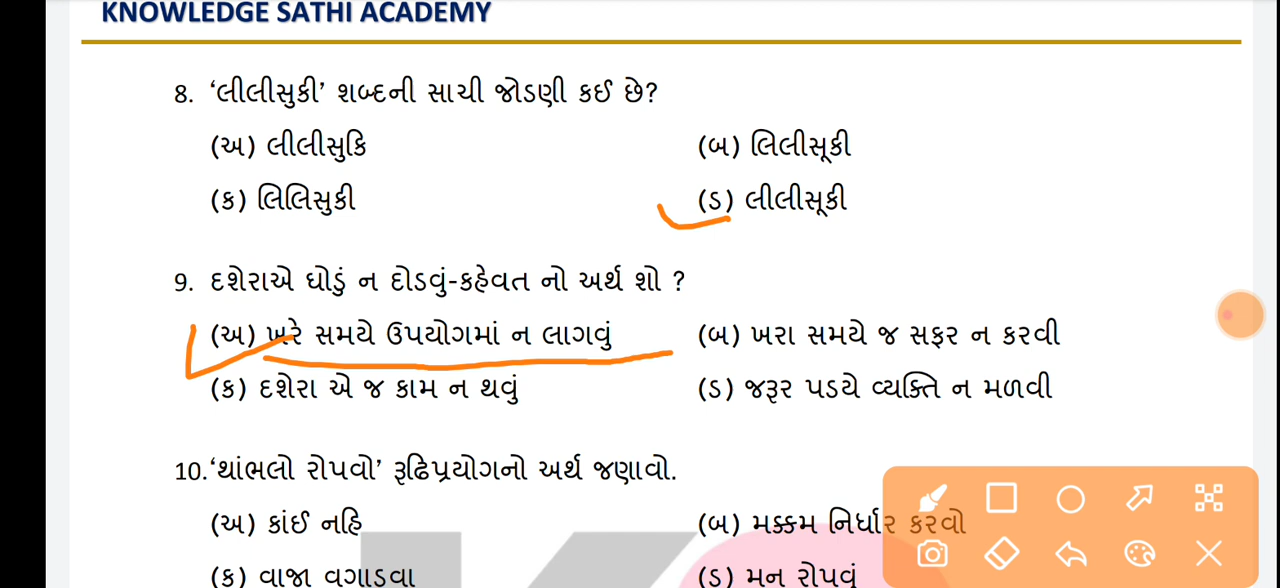 KNOWLEDGE SATHI ACADEMY
8. ‘લીલીસુકી’ શબ્દની સાચી જોડણી કઈ છે?
(અ) લીલીસુકિ (બ) લિલીસૂકી
(ક) લિલિસુકી (ડ) લીલીસૂકી
9. દશેરાએ ઘોડું ન દોડવું-કહેવત નો અર્થ શો ?
(અ) ખરે સમયે ઉપયોગમાં ન લાગવું (બ) ખરા સમયે જ સફર ન કરવી
(ક) દશેરા એ જ કામ ન થવું (ડ) જરૂર પડયે વ્યક્તિ ન મળવી
10.‘થાંભલો રોપવો’ રૂઢિપ્રયોગનો અર્થ જણાવો.
(અ) કાંઈ નહિ (બ) મક્કમ નિર્ધાર કરવો
(ક) વાજા વગાડવા (ડ) મન રોપવું